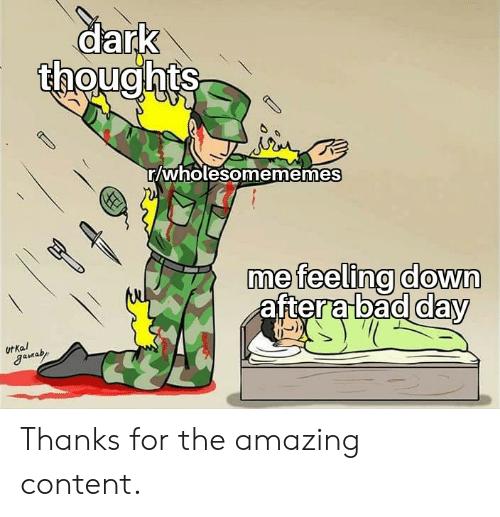 dark
thoughts
r/wholesomememes
me feeling down
after a bad day
Thanks for the amazing
content.